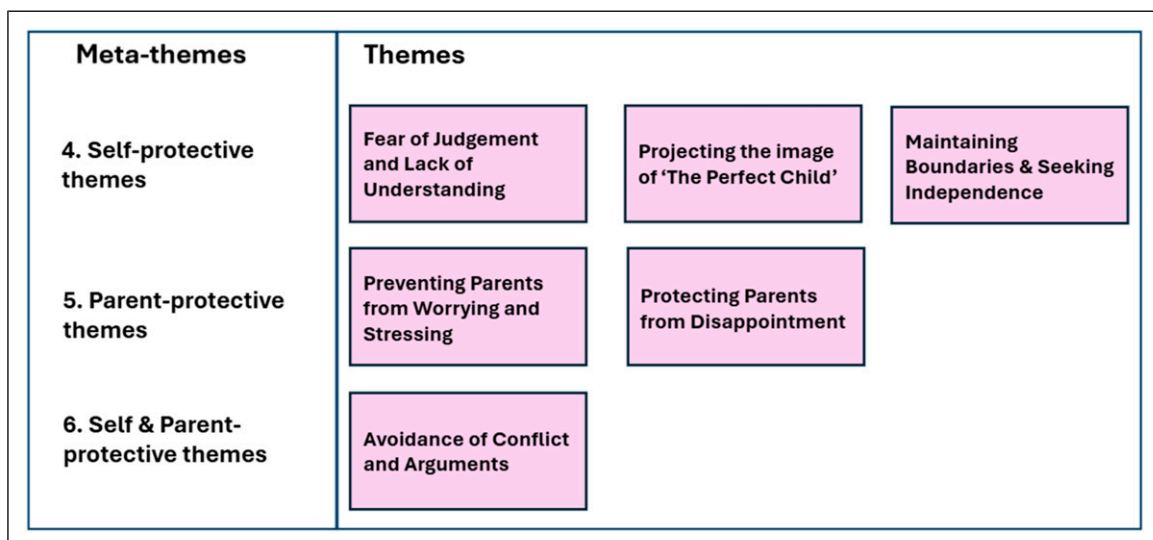 Meta-themes
Themes
4. Self-protective
themes
Fear of Judgement
and Lack of
Understanding
Projecting the image
of ‘The Perfect Child’
Maintaining
Boundaries & Seeking
Independence
5. Parent-protective
themes
Preventing Parents
from Worrying and
Stressing
Protecting Parents
from Disappointment
6. Self & Parent-
protective themes
Avoidance of Conflict
and Arguments